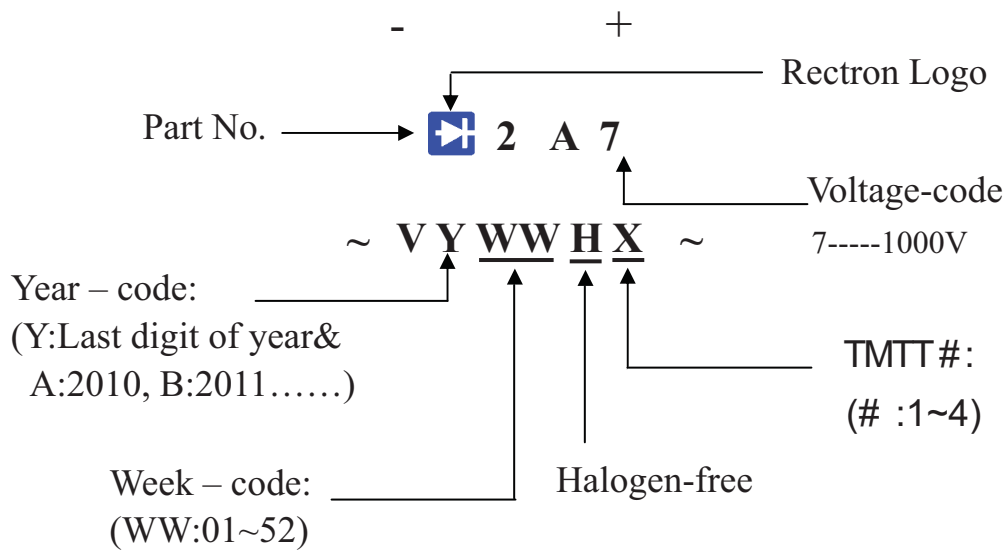 - +
Rectron Logo
Part No. 2 A 7
Voltage-code
~ V Y WW H X ~ 7-----1000V
Year – code:
(Y:Last digit of year&
A:2010, B:2011……)
TMTT#:
(# :1~4)
Week – code:
(WW:01~52)
Halogen-free